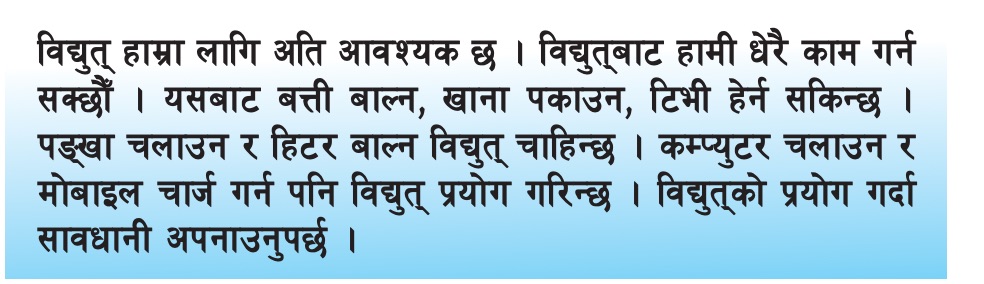 विद्युत् हाम्रा लागि अति आवश्यक छ । विद्युत्‌बाट हामी धेरै काम गर्न
सक्छौँ । यसबाट बत्ती बाल्न, खाना पकाउन, टिभी हेर्न सकिन्छ ।
पङ्खा चलाउन र हिटर बाल्न विद्युत् चाहिन्छ । कम्प्युटर चलाउन र
मोबाइल चार्ज गर्न पनि विद्युत् प्रयोग गरिन्छ । विद्युत्‌को प्रयोग गर्दा
सावधानी अपनाउनुपर्छ ।